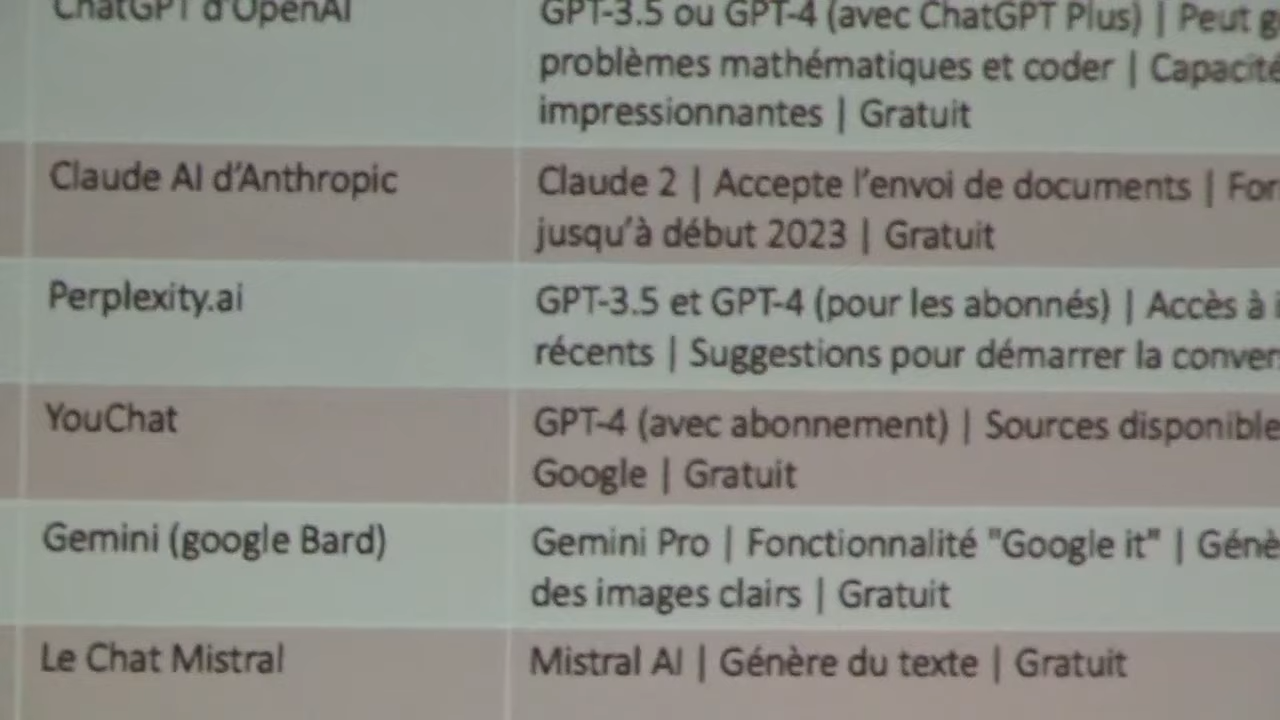 ChatGPT d'OpenAI
GPT-3.5 ou GPT-4 (avec ChatGPT Plus) | Peut
problèmes mathématiques et coder |
impressionnantes | Gratuit
Claude AI d'Anthropic
Claude 2 | Accepte l'envoi de documents |
jusqu'à début 2023 | Gratuit
Perplexity.ai
GPT-3.5 et GPT-4 (pour les abonnés) | Accès à
récents | Suggestions pour démarrer la
YouChat
GPT-4 (avec abonnement) | Sources
Google | Gratuit
Gemini (google Bard)
Gemini Pro | Fonctionnalité "Google it" |
des images clairs | Gratuit
Le Chat Mistral
Mistral AI | Génère du texte | Gratuit